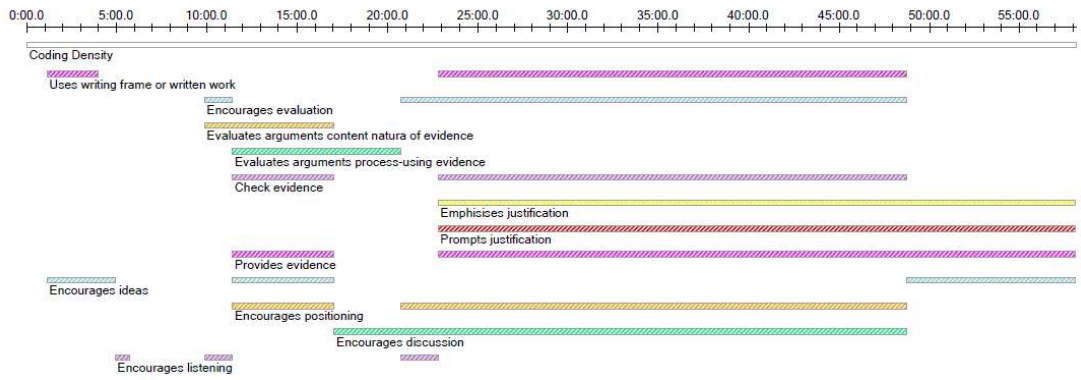 0:00.0 5:00.0 10:00.0 15:00.0 20:00.0 25:00.0 30:00.0 35:00.0 40:00.0 45:00.0 50:00.0 55:00.0
Coding Density
Uses writing frame or written work
Encourages evaluation
Evaluates arguments content natura of evidence
Evaluates arguments process-using evidence
Check evidence
Emphisises justification
Prompts justification
Provides evidence
Encourages ideas
Encourages positioning
Encourages discussion
Encourages listening